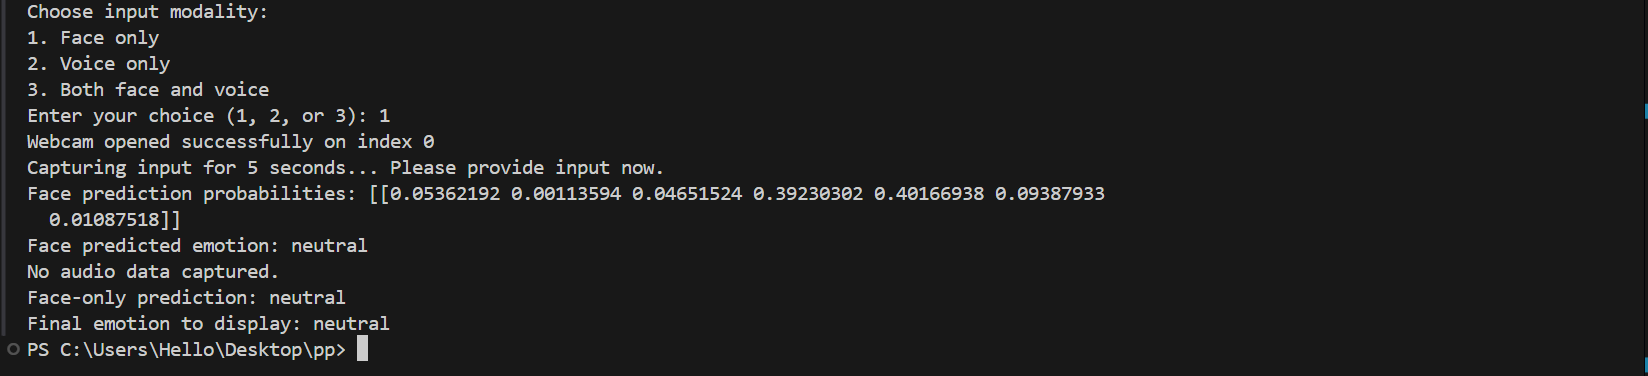 Choose input modality:
1. Face only
2. Voice only
3. Both face and voice
Enter your choice (1, 2, or 3): 1
Webcam opened successfully on index 0
Capturing input for 5 seconds... Please provide input now.
Face prediction probabilities: [[0.05362192 0.00113594 0.04651524 0.39230302 0.40166938 0.09387933
  0.01087518]]
Face predicted emotion: neutral
No audio data captured.
Face-only prediction: neutral
Final emotion to display: neutral
PS C:\Users\Hello\Desktop\pp>